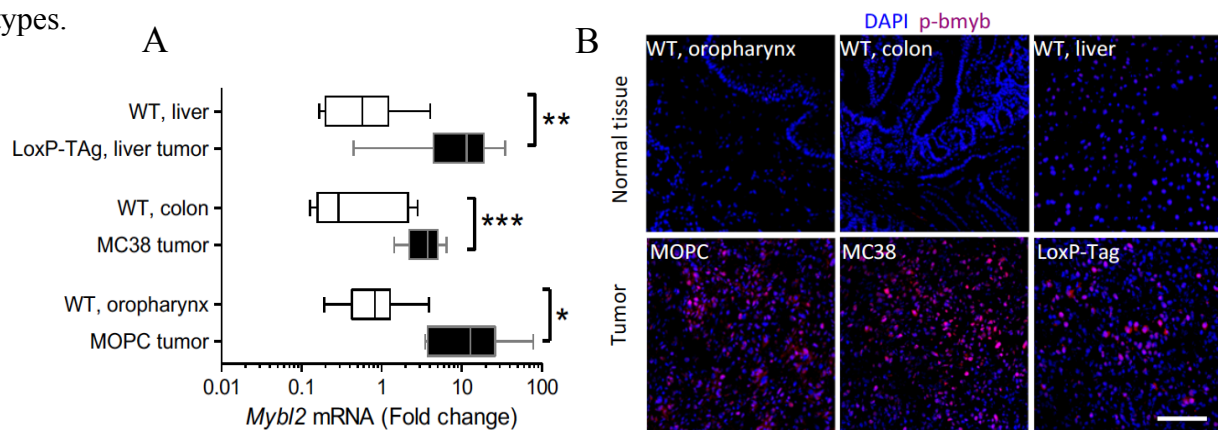 types.
A
WT, liver
LoxP-TAg, liver tumor
**
WT, colon
MC38 tumor
***
WT, oropharynx
MOPC tumor
*
0.01 0.1 1 10 100
Mybl2 mRNA (Fold change)
B
DAPI p-bmyb
Normal tissue
WT, oropharynx WT, colon WT, liver
Tumor
MOPC MC38 LoxP-Tag